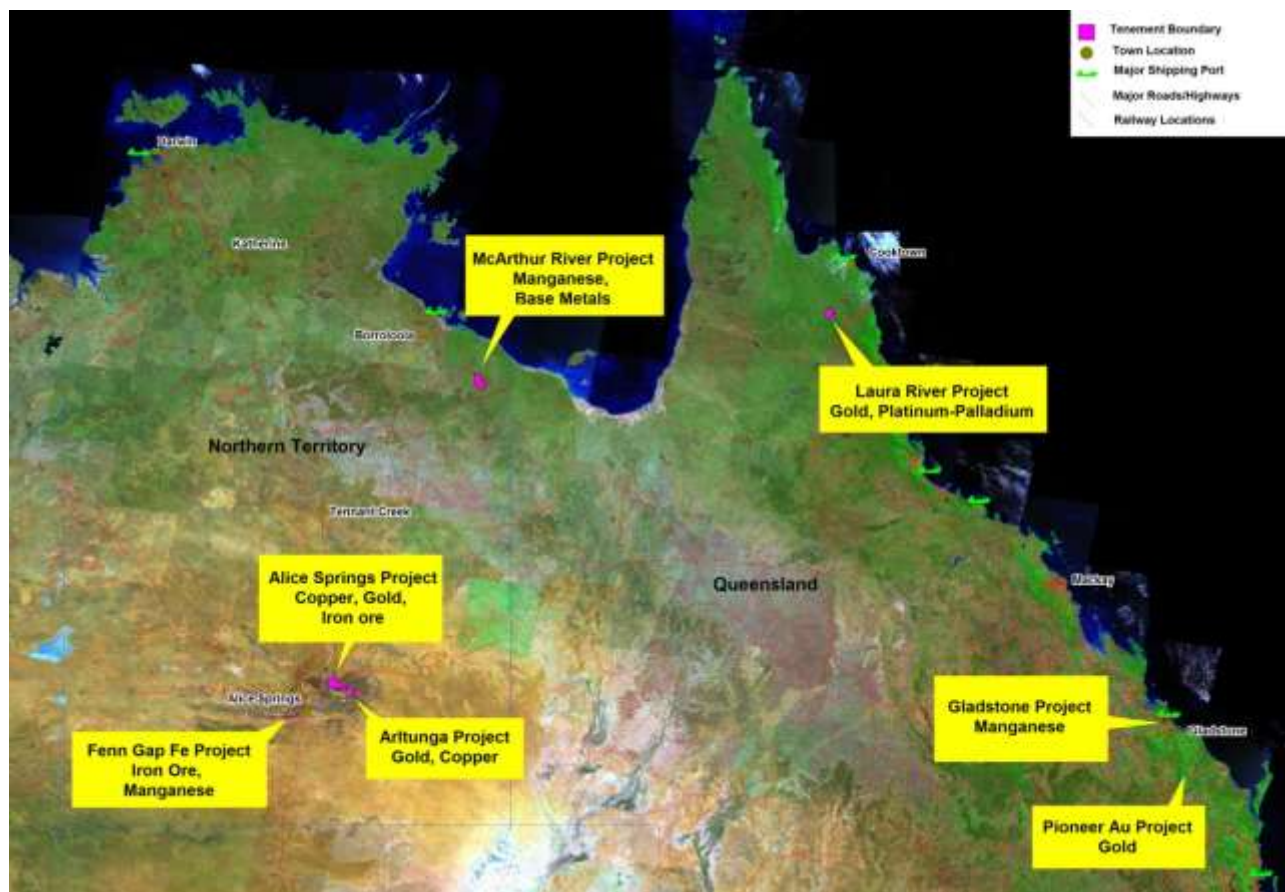 Tenement Boundary
Town Location
Major Shipping Port
Major Roads/Highways
Railway Locations
Darwin
Katherine
Cooktown
McArthur River Project
Manganese,
Base Metals
Borroloola
Laura River Project
Gold, Platinum-Palladium
Northern Territory
Tennant Creek
Queensland
Mackay
Alice Springs Project
Copper, Gold,
Iron ore
Alice Springs
Gladstone Project
Manganese
Gladstone
Arltunga Project
Gold, Copper
Fenn Gap Fe Project
Iron Ore,
Manganese
Pioneer Au Project
Gold